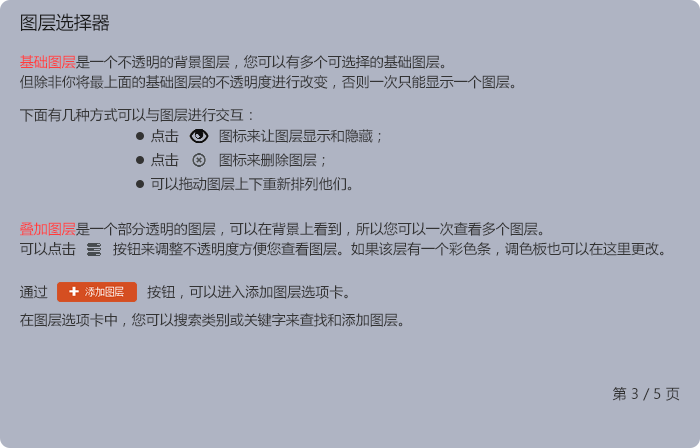 图层选择器
基础图层是一个不透明的背景图层，您可以有多个可选择的基础图层。
但除非你将最上面的基础图层的不透明度进行改变，否则一次只能显示一个图层。
下面有几种方式可以与图层进行交互：
● 点击 图标来让图层显示和隐藏；
● 点击 图标来删除图层；
● 可以拖动图层上下重新排列他们。
叠加图层是一个部分透明的图层，可以在背景上看到，所以您可以一次查看多个图层。
可以点击 按钮来调整不透明度方便您查看图层。如果该层有一个彩色条，调色板也可以在这里更改。
通过 添加图层 按钮，可以进入添加图层选项卡。
在图层选项卡中，您可以搜索类别或关键字来查找和添加图层。
第 3 / 5 页